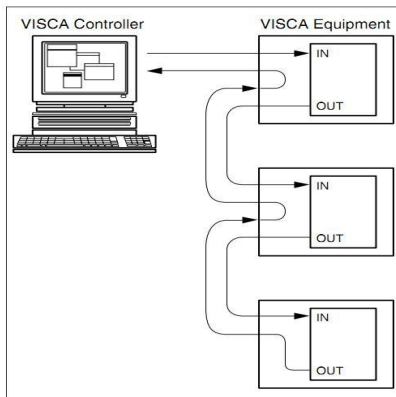 VISCA Controller
VISCA Equipment
IN
OUT
IN
OUT
IN
OUT